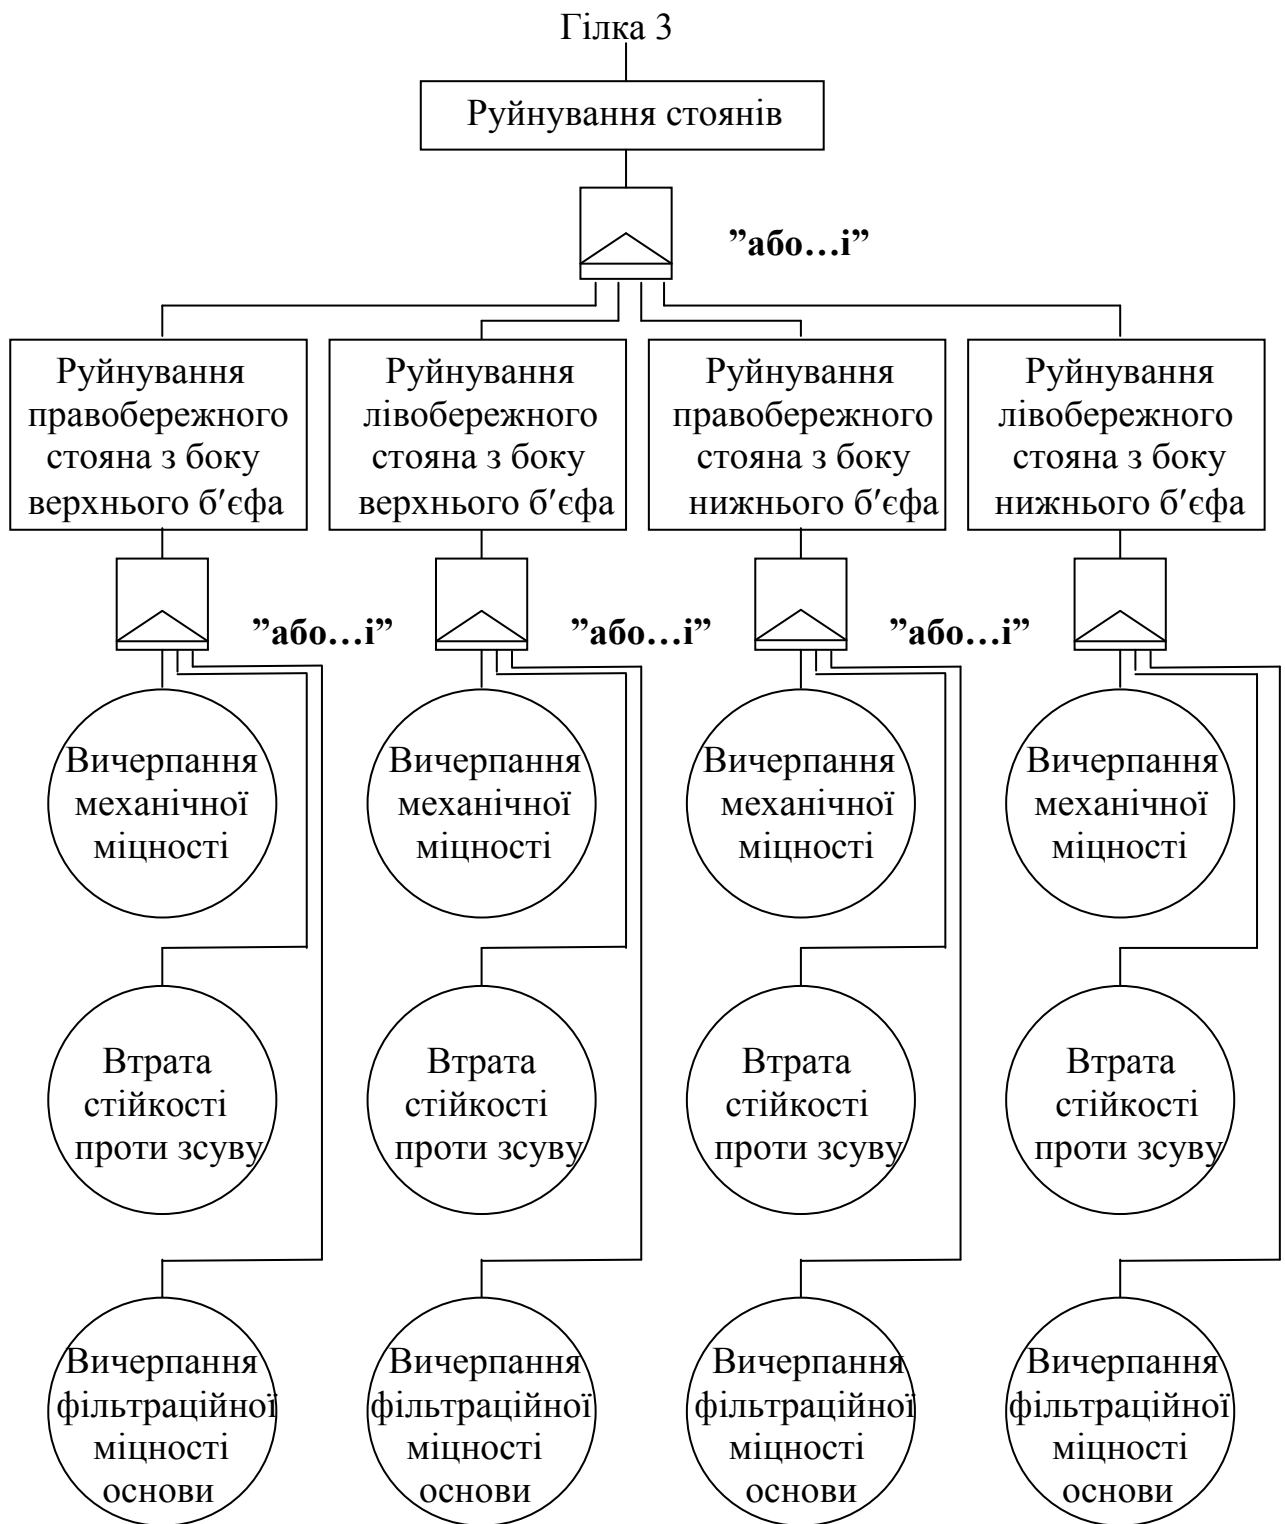 Гілка 3
Руйнування стоянів
”або…і”
Руйнування
правобережного
стояна з боку
верхнього б′єфа
Руйнування
лівобережного
стояна з боку
верхнього б′єфа
Руйнування
правобережного
стояна з боку
нижнього б′єфа
Руйнування
лівобережного
стояна з боку
нижнього б′єфа
”або…і”
”або…і”
”або…і”
Вичерпання
механічної
міцності
Вичерпання
механічної
міцності
Вичерпання
механічної
міцності
Вичерпання
механічної
міцності
Втрата
стійкості
проти зсуву
Втрата
стійкості
проти зсуву
Втрата
стійкості
проти зсуву
Втрата
стійкості
проти зсуву
Вичерпання
фільтраційної
міцності
основи
Вичерпання
фільтраційної
міцності
основи
Вичерпання
фільтраційної
міцності
основи
Вичерпання
фільтраційної
міцності
основи